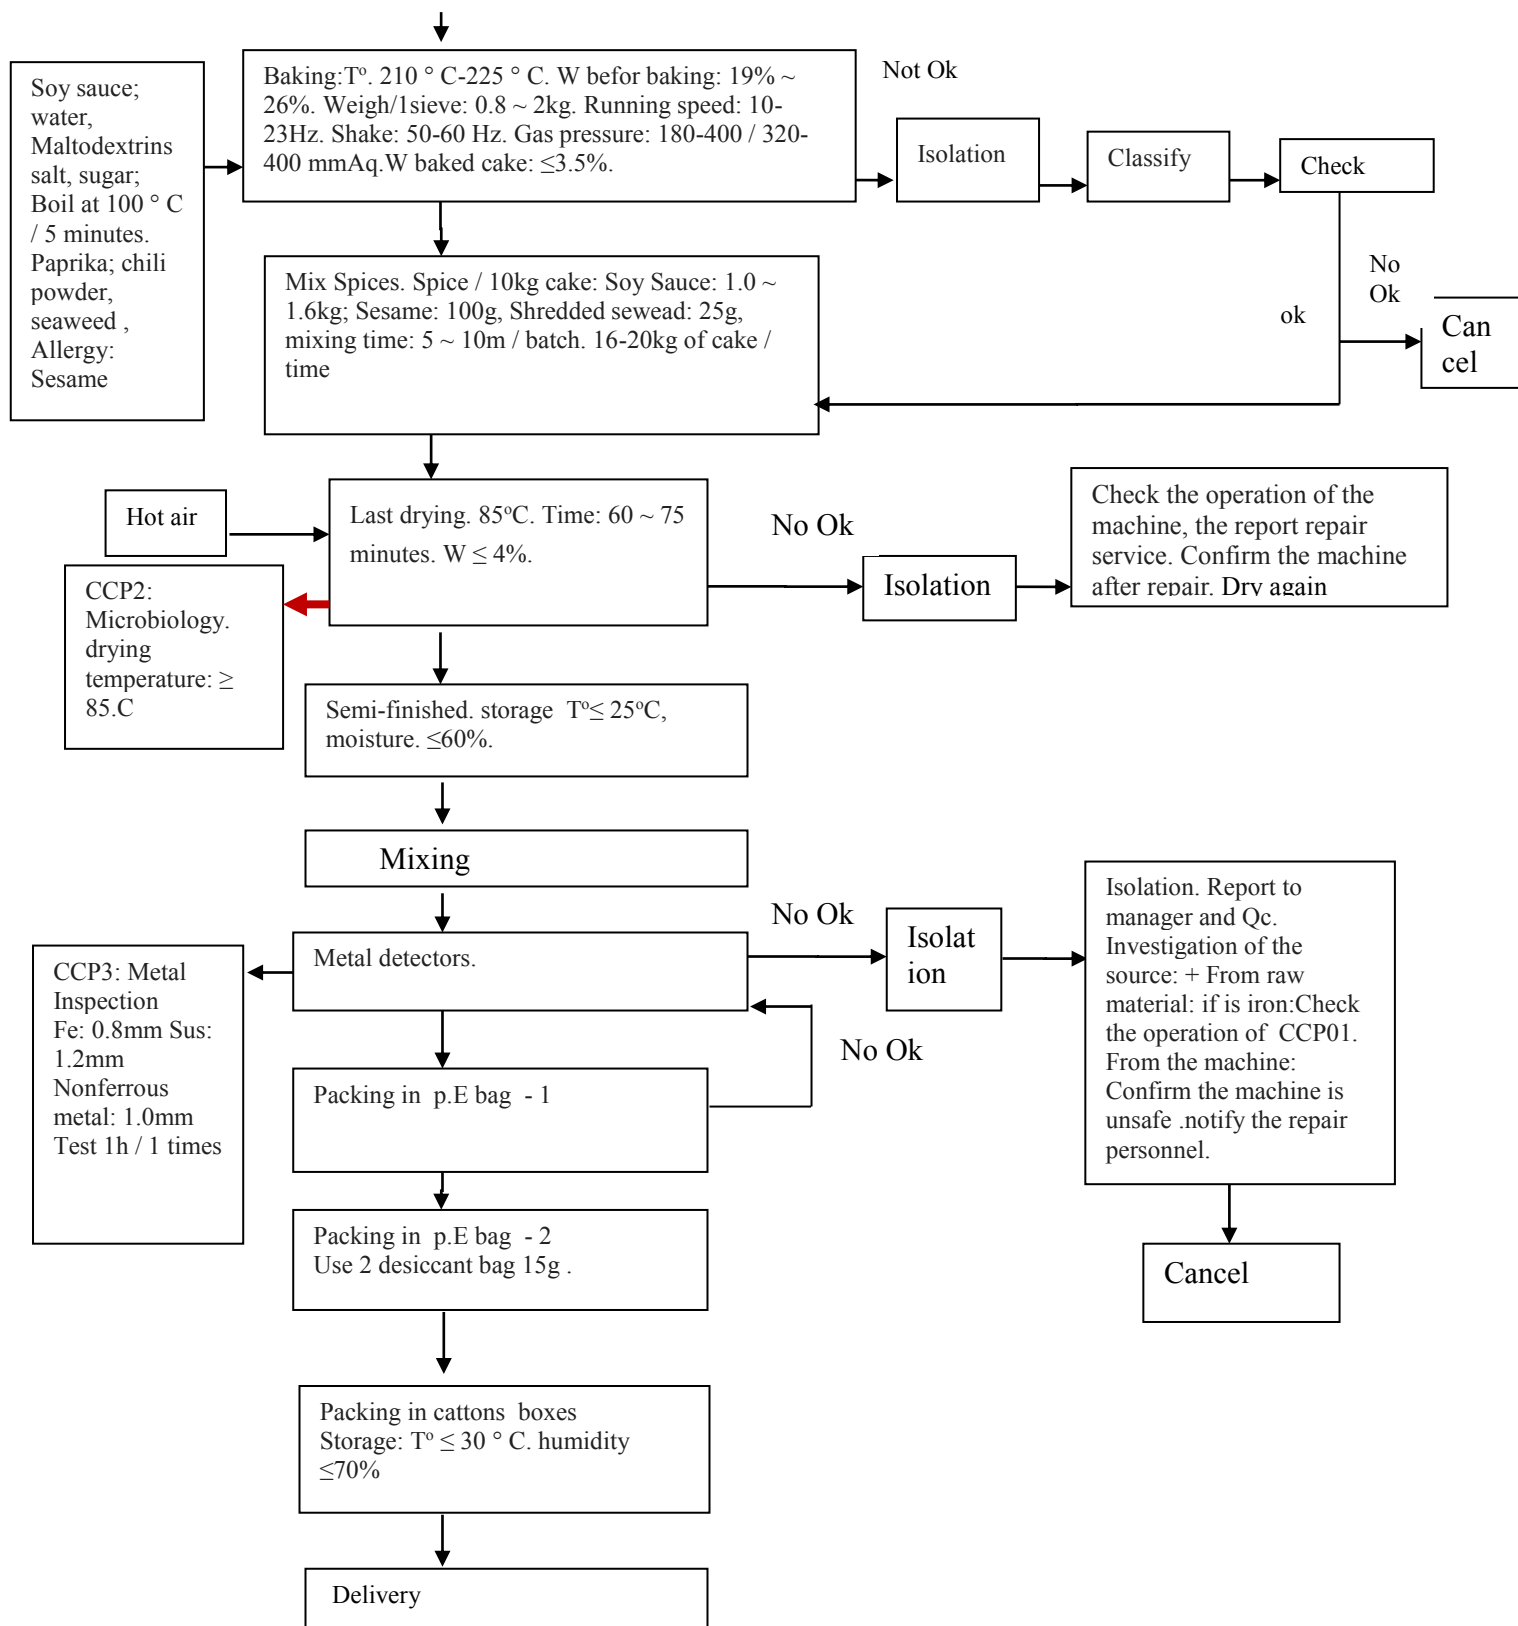 Soy sauce;
water,
Maltodextrins
salt, sugar;
Boil at 100 ° C
/ 5 minutes.
Paprika; chili
powder,
seaweed ,
Allergy:
Sesame
Baking:Tº. 210 ° C-225 ° C. W befor baking: 19% ~
26%. Weigh/1sieve: 0.8 ~ 2kg. Running speed: 10-
23Hz. Shake: 50-60 Hz. Gas pressure: 180-400 / 320-
400 mmAq.W baked cake: ≤3.5%.
Not Ok
Isolation
Classify
Check
No
Ok
ok
Can
cel
Mix Spices. Spice / 10kg cake: Soy Sauce: 1.0 ~
1.6kg; Sesame: 100g, Shredded sewead: 25g,
mixing time: 5 ~ 10m / batch. 16-20kg of cake /
time
Hot air
Last drying. 85ºC. Time: 60 ~ 75
minutes. W ≤ 4%.
No Ok
Isolation
Check the operation of the
machine, the report repair
service. Confirm the machine
after repair. Dry again
CCP2:
Microbiology.
drying
temperature: ≥
85.C
Semi-finished. storage Tº≤ 25ºC,
moisture. ≤60%.
Mixing
Metal detectors.
No Ok
Isolat
ion
Isolation. Report to
manager and Qc.
Investigation of the
source: + From raw
material: if is iron:Check
the operation of CCP01.
From the machine:
Confirm the machine is
unsafe .notify the repair
personnel.
CCP3: Metal
Inspection
Fe: 0.8mm Sus:
1.2mm
Nonferrous
metal: 1.0mm
Test 1h / 1 times
No Ok
Packing in p.E bag - 1
Packing in p.E bag - 2
Use 2 desiccant bag 15g .
Cancel
Packing in cattons boxes
Storage: Tº ≤ 30 ° C. humidity
≤70%
Delivery